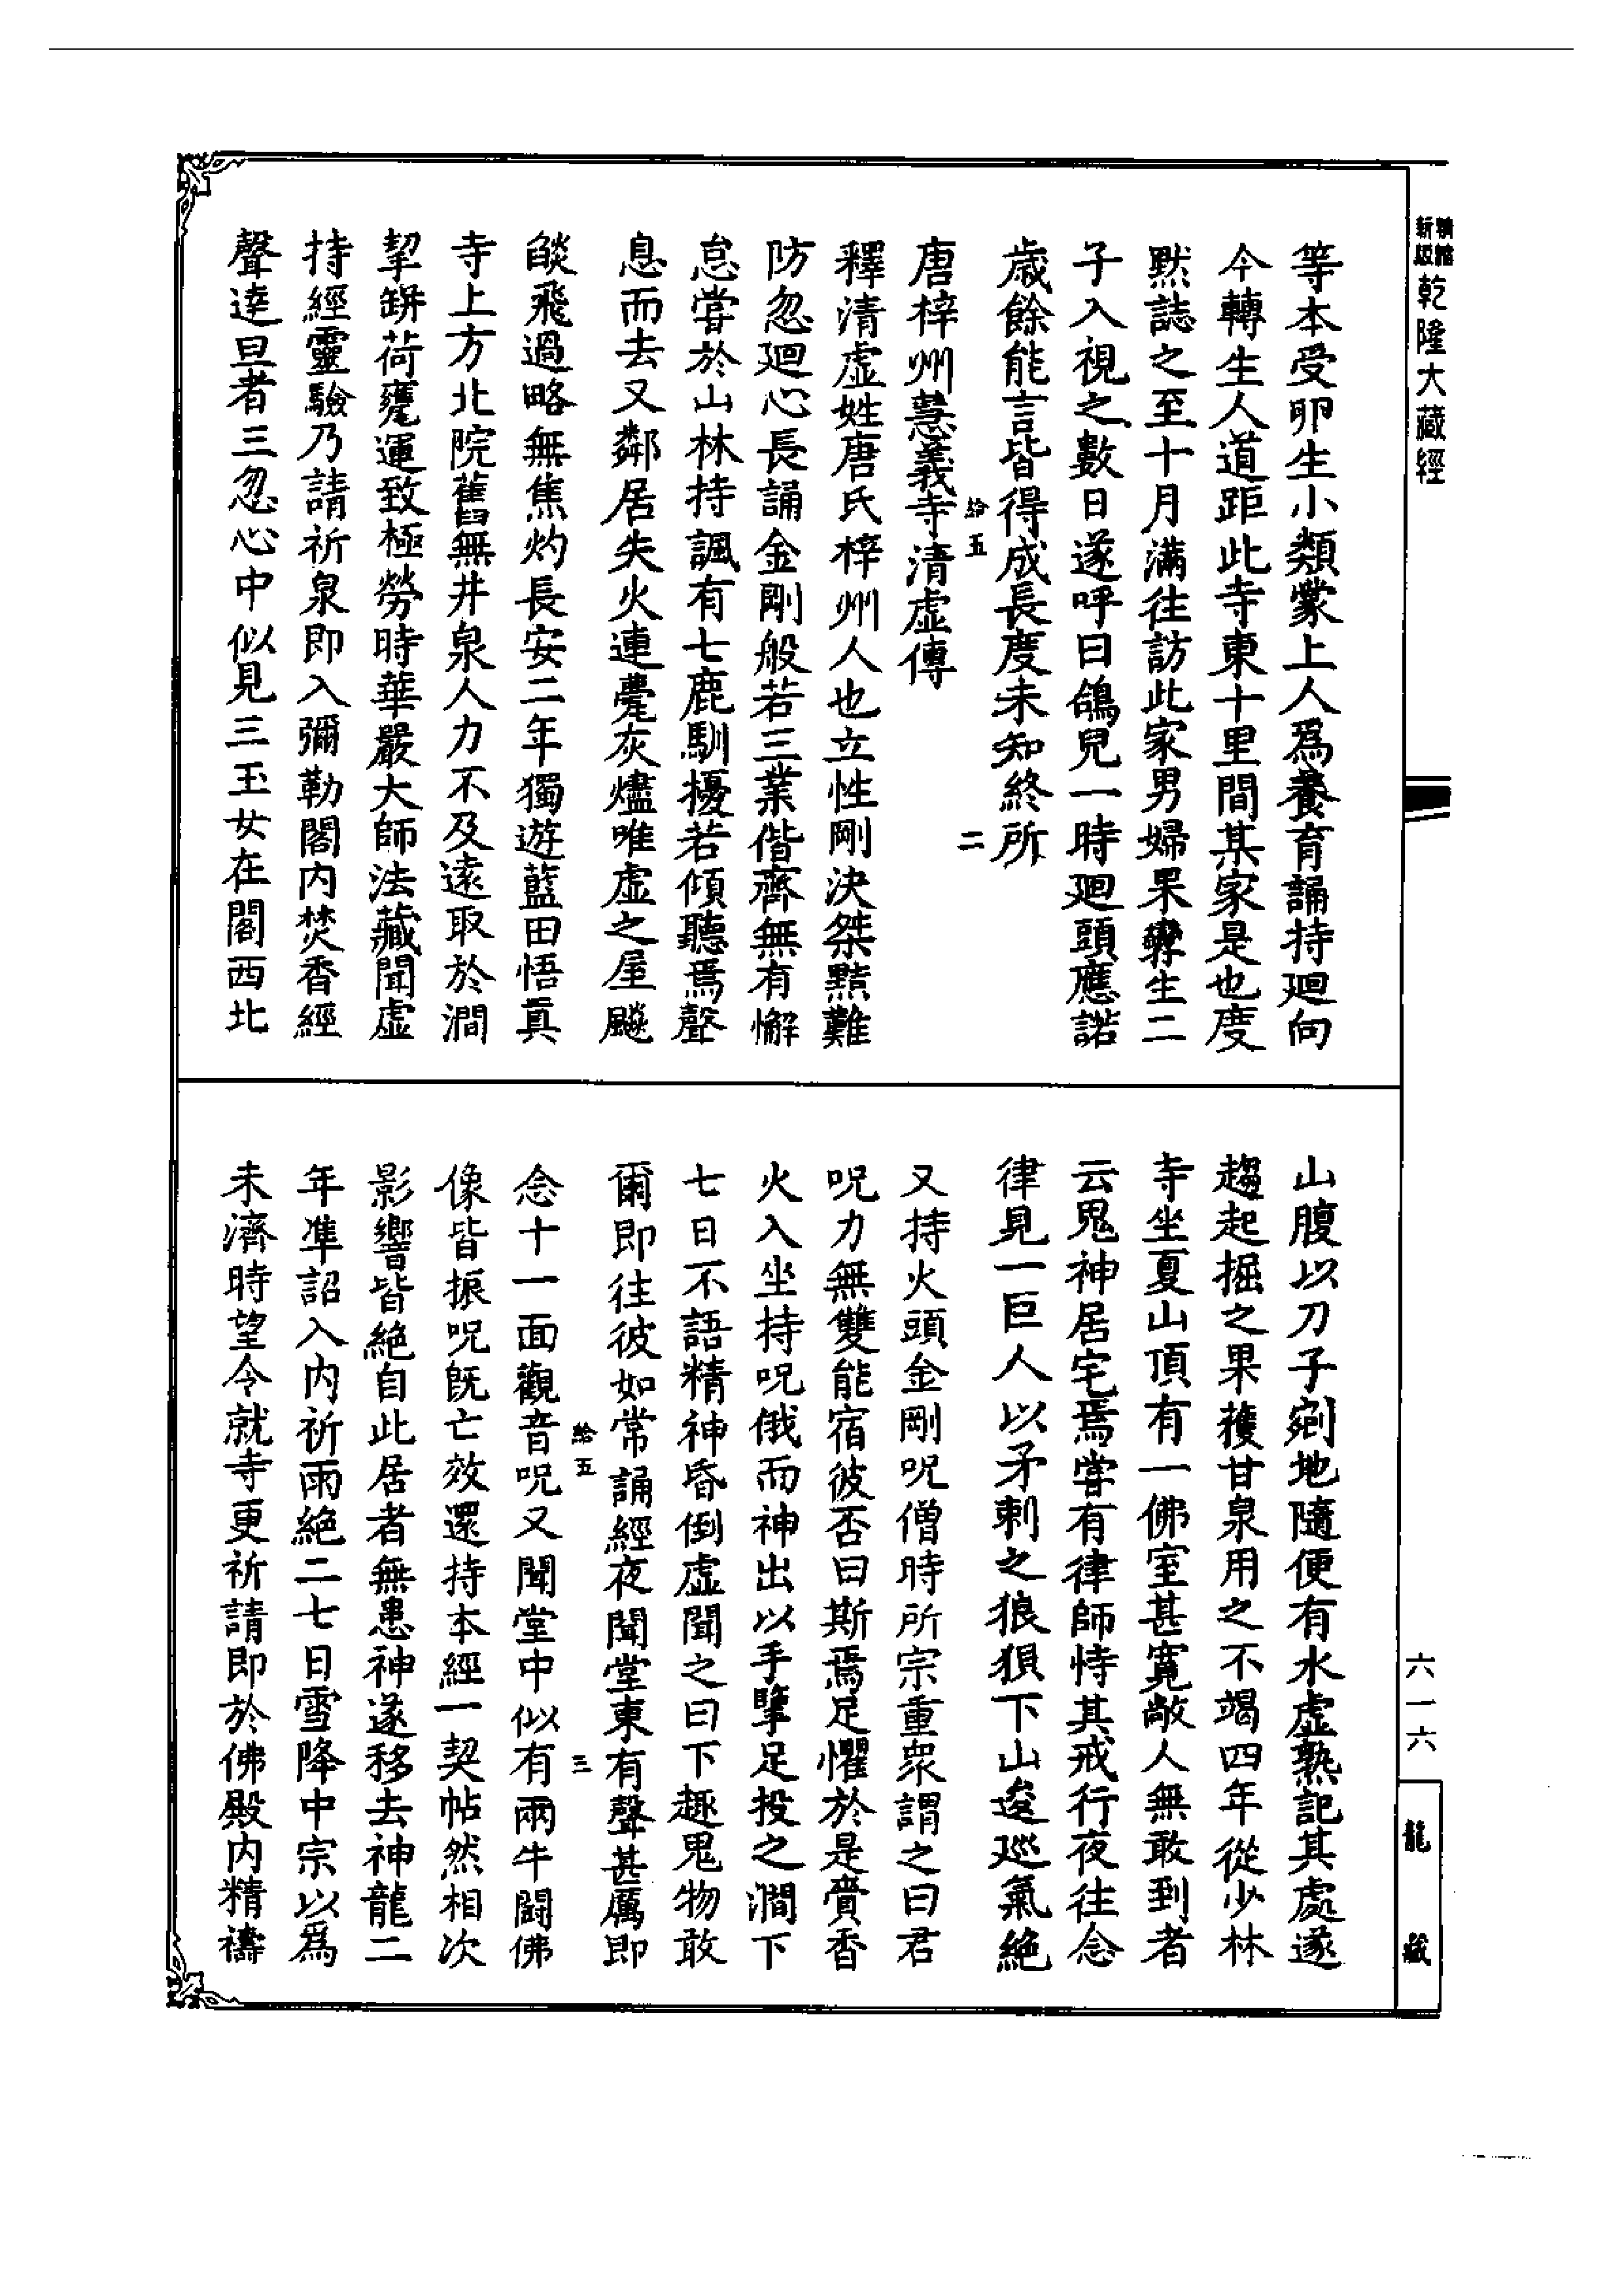 乾隆大藏經
等本受卵生小類蒙上人爲養育誦持廻向
今轉生人道距此寺東十里間某家是也度
默誌之至十月滿往訪此家男婦果孿生二
子入視之數日遂呼曰鴿兒一時廻頭應諾
歲餘能言皆得成長度未知終所
給五
二
唐梓州慧義寺清虛傳
釋清虛姓唐氏梓州人也立性剛決桀黠難
防忽廻心長誦金剛般若三業偕齊無有懈
怠嘗於山林持諷有七鹿馴擾若傾聽焉聲
息而去又鄰居失火連甍灰燼唯虛之屋颷
燄飛過略無焦灼長安二年獨遊藍田悟真
寺上方北院舊無井泉人力不及遠取於澗
挈缾荷甕運致極勞時華嚴大師法藏聞虛
持經靈驗乃請祈泉即入彌勒閣內焚香經
聲達旦者三忽心中似見三玉女在閣西北
山腹以刀子剜地隨便有水虛熟記其處遂
趨起掘之果獲甘泉用之不竭四年從少林
寺坐夏山頂有一佛室甚寬敞人無敢到者
云鬼神居宅焉嘗有律師恃其戒行夜往念
律見一巨人以矛刺之狼狽下山逡巡氣絕
又持火頭金剛呪僧時所宗重衆謂之曰君
呪力無雙能宿彼否曰斯焉足懼於是賫香
火入坐持呪俄而神出以手擥足投之澗下
七日不語精神昏倒虛聞之曰下趣鬼物敢
爾即往彼如常誦經夜聞堂東有聲甚厲即
給五
三
念十一面觀音呪又聞堂中似有兩牛鬭佛
像皆振呪既亡效還持本經一契帖然相次
影響皆絕自此居者無患神遂移去神龍二
年準詔入內祈雨絕二七日雪降中宗以爲
未濟時望令就寺更祈請即於佛殿內精禱
六一六
龍藏